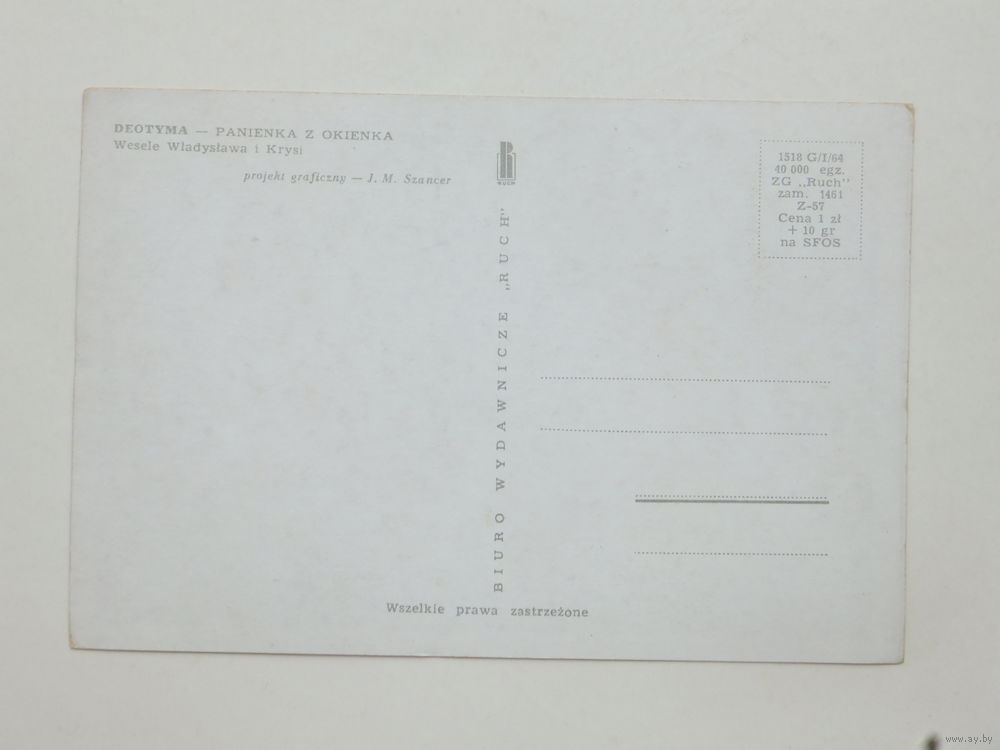 DEOTYMA — PANIENKA Z OKIENKA
Wesele Władysława i Krysi
projekt graficzny — J. M. Szancer
RUCH
BIURO WYDAWNICZE „RUCH"
1518 G/I/64
40 000 egz.
ZG „Ruch"
zam. 1461
Z-57
Cena 1 zł
+ 10 gr
na SFOS
Wszelkie prawa zastrzeżone
www.ay.by